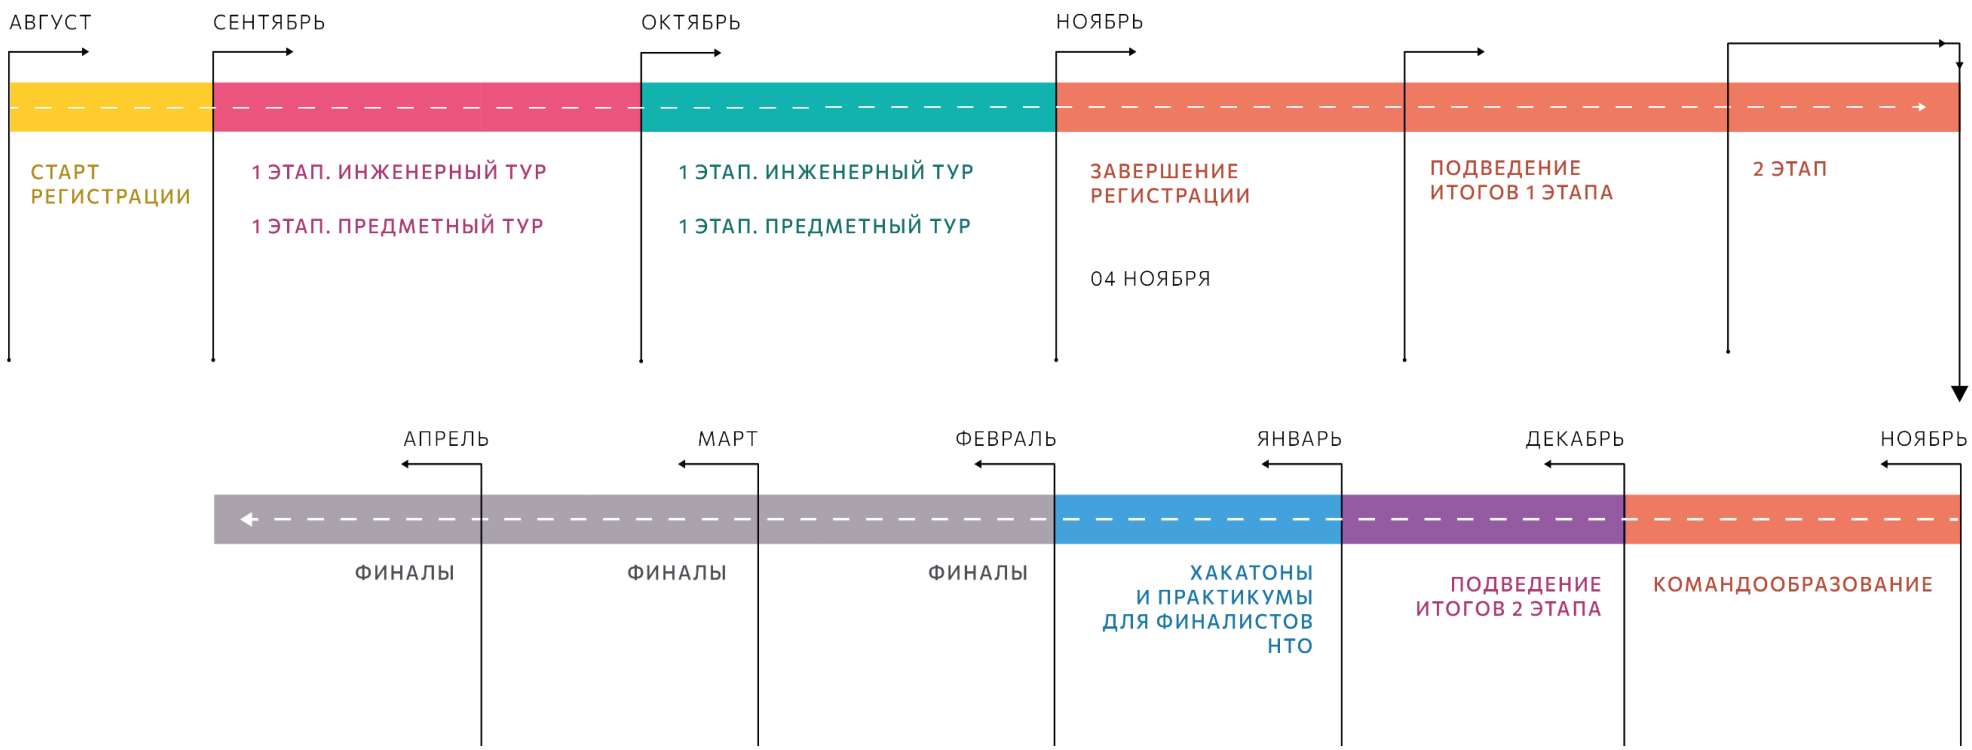 АВГУСТ
СЕНТЯБРЬ
ОКТЯБРЬ
НОЯБРЬ
СТАРТ
РЕГИСТРАЦИИ
1 ЭТАП. ИНЖЕНЕРНЫЙ ТУР
1 ЭТАП. ПРЕДМЕТНЫЙ ТУР
1 ЭТАП. ИНЖЕНЕРНЫЙ ТУР
1 ЭТАП. ПРЕДМЕТНЫЙ ТУР
ЗАВЕРШЕНИЕ
РЕГИСТРАЦИИ
04 НОЯБРЯ
ПОДВЕДЕНИЕ
ИТОГОВ 1 ЭТАПА
2 ЭТАП
АПРЕЛЬ
МАРТ
ФЕВРАЛЬ
ЯНВАРЬ
ДЕКАБРЬ
НОЯБРЬ
ФИНАЛЫ
ФИНАЛЫ
ФИНАЛЫ
ХАКАТОНЫ
И ПРАКТИКУМЫ
ДЛЯ ФИНАЛИСТОВ
НТО
ПОДВЕДЕНИЕ
ИТОГОВ 2 ЭТАПА
КОМАНДООБРАЗОВАНИЕ